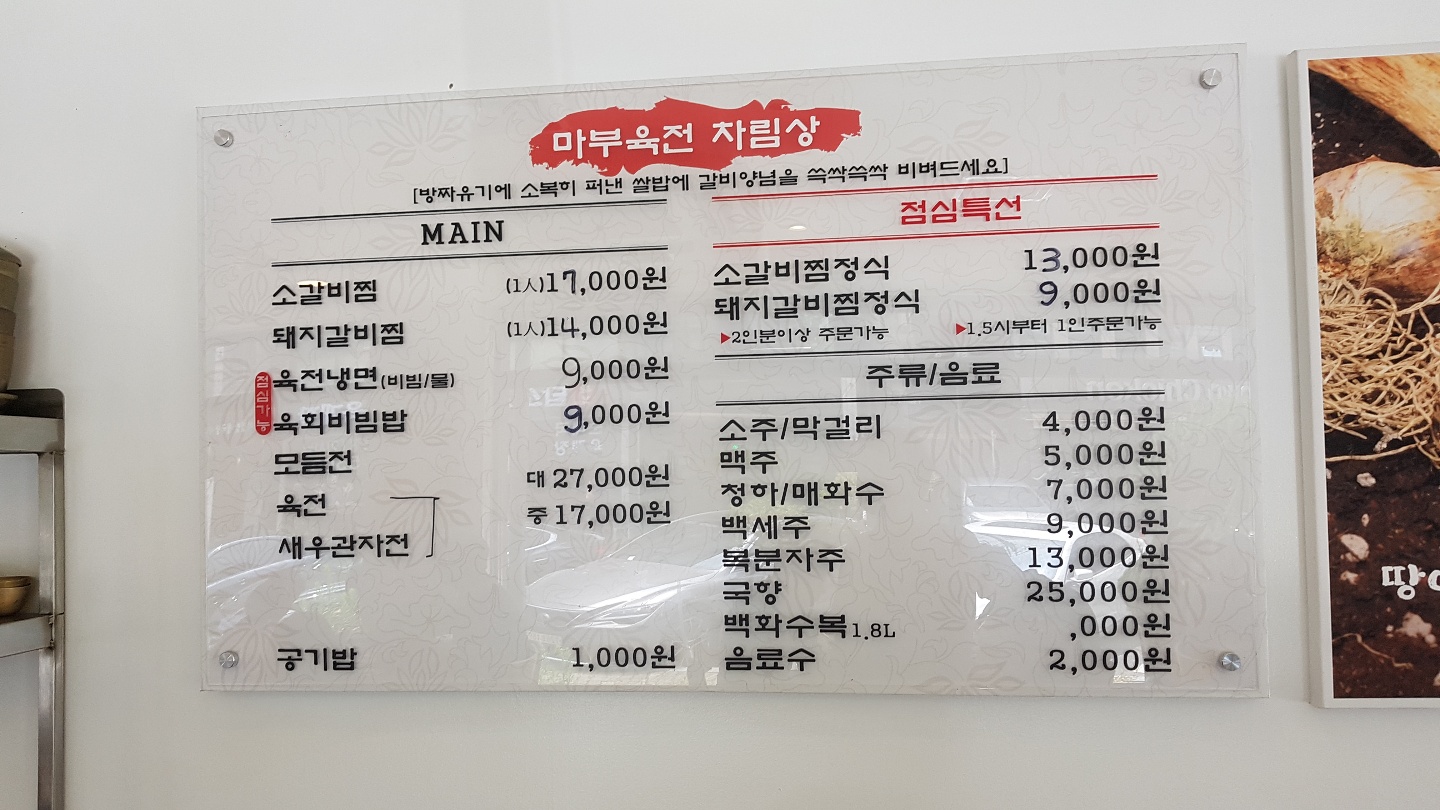 마부육전 차림상
[방짜유기에 소복히 퍼낸 쌀밥에 갈비양념을 쓱싹쓱싹 비벼드세요]
MAIN
소갈비찜 (1人)17,000원
돼지갈비찜 (1人)14,000원
점심가능
육전냉면(비빔/물) 9,000원
육회비빔밥 9,000원
모듬전 대 27,000원
육전 중 17,000원
새우관자전
공기밥 1,000원
점심특선
소갈비찜정식 13,000원
돼지갈비찜정식 9,000원
▶2인분이상 주문가능 ▶1.5시부터 1인주문가능
주류/음료
소주/막걸리 4,000원
맥주 5,000원
청하/매화수 7,000원
백세주 9,000원
복분자주 13,000원
국향 25,000원
백화수복1.8L ,000원
음료수 2,000원